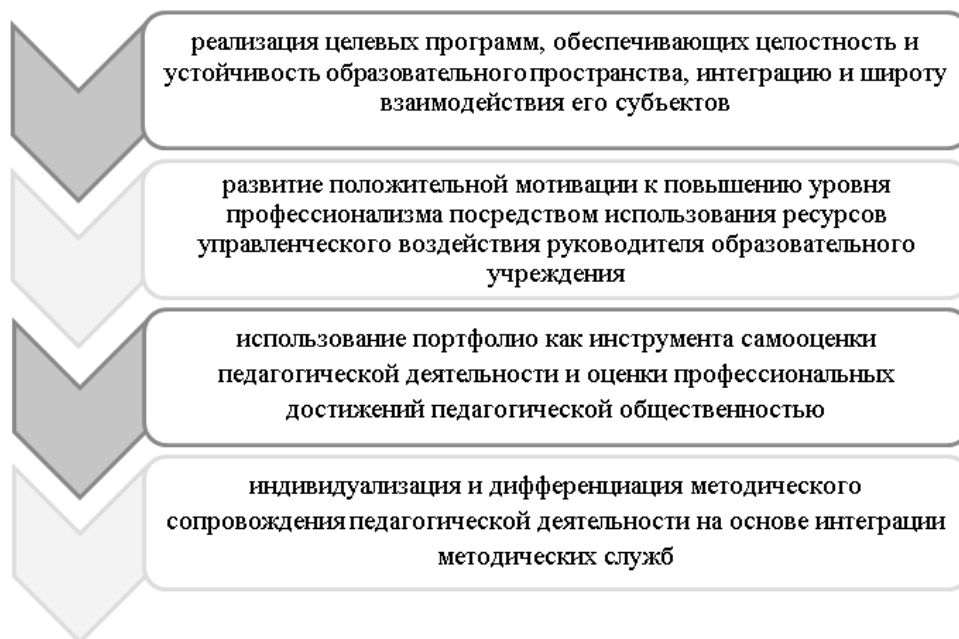 реализация целевых программ, обеспечивающих целостность и
устойчивость образовательного пространства, интеграцию и широту
взаимодействия его субъектов
развитие положительной мотивации к повышению уровня
профессионализма посредством использования ресурсов
управленческого воздействия руководителя образовательного
учреждения
использование портфолио как инструмента самооценки
педагогической деятельности и оценки профессиональных
достижений педагогической общественностью
индивидуализация и дифференциация методического
сопровождения педагогической деятельности на основе интеграции
методических служб